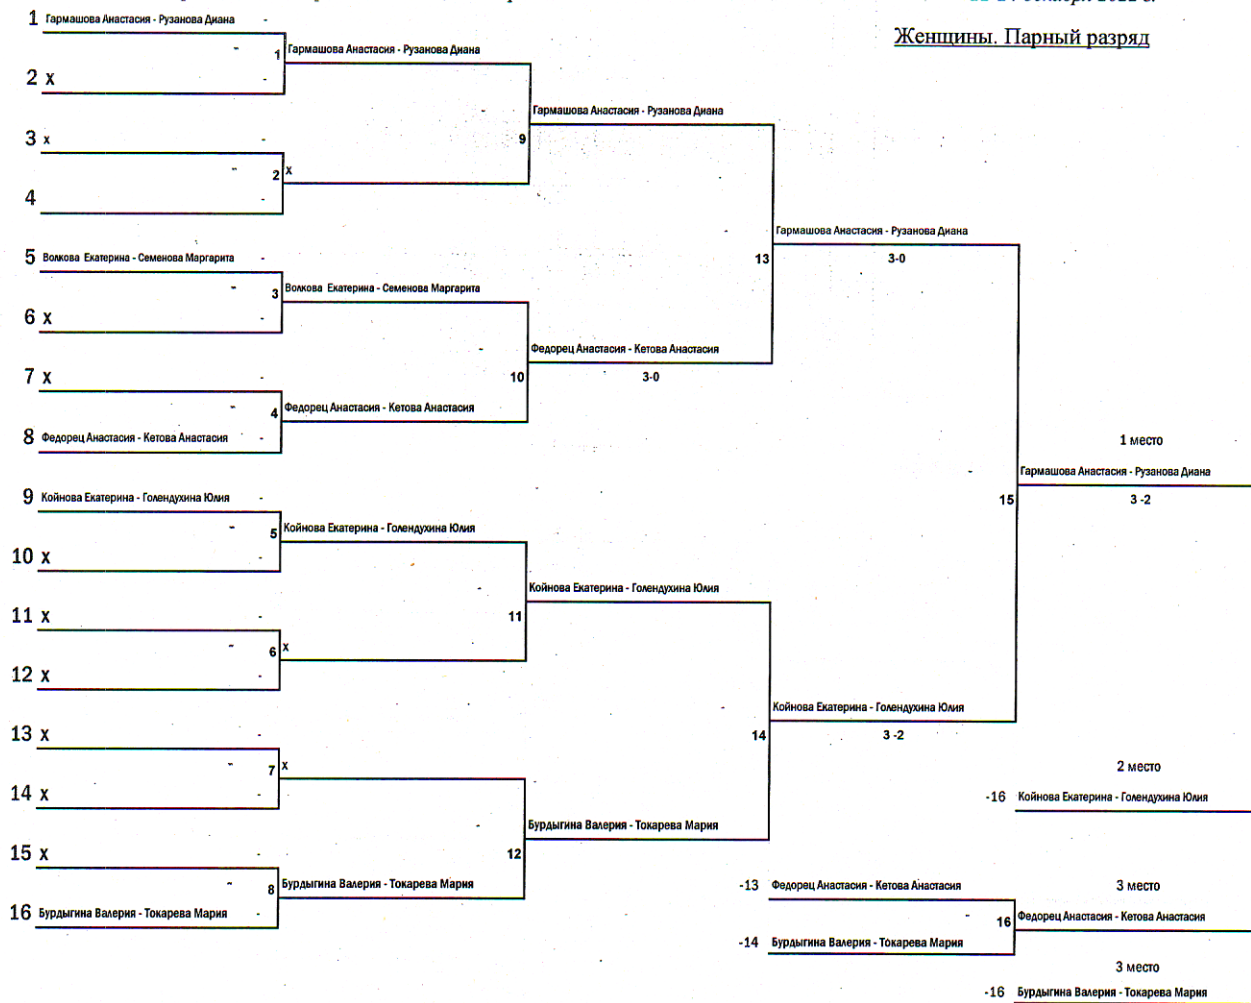 Женщины. Парный разряд
1 Гармашова Анастасия - Рузанова Диана
1 Гармашова Анастасия - Рузанова Диана
2 X
Гармашова Анастасия - Рузанова Диана
9
3 x
2 X
4
Гармашова Анастасия - Рузанова Диана
3-0
13
5 Волкова Екатерина - Семенова Маргарита
3 Волкова Екатерина - Семенова Маргарита
6 X
Федорец Анастасия - Кетова Анастасия
3-0
10
7 X
4 Федорец Анастасия - Кетова Анастасия
8 Федорец Анастасия - Кетова Анастасия
1 место
Гармашова Анастасия - Рузанова Диана
3 -2
15
9 Койнова Екатерина - Голендухина Юлия
5 Койнова Екатерина - Голендухина Юлия
10 X
Койнова Екатерина - Голендухина Юлия
11
11 X
6 X
12 X
Койнова Екатерина - Голендухина Юлия
3 -2
14
13 X
7 X
14 X
2 место
-16 Койнова Екатерина - Голендухина Юлия
Бурдыгина Валерия - Токарева Мария
12
15 X
8 Бурдыгина Валерия - Токарева Мария
16 Бурдыгина Валерия - Токарева Мария
-13 Федорец Анастасия - Кетова Анастасия
3 место
16 Федорец Анастасия - Кетова Анастасия
-14 Бурдыгина Валерия - Токарева Мария
3 место
-16 Бурдыгина Валерия - Токарева Мария